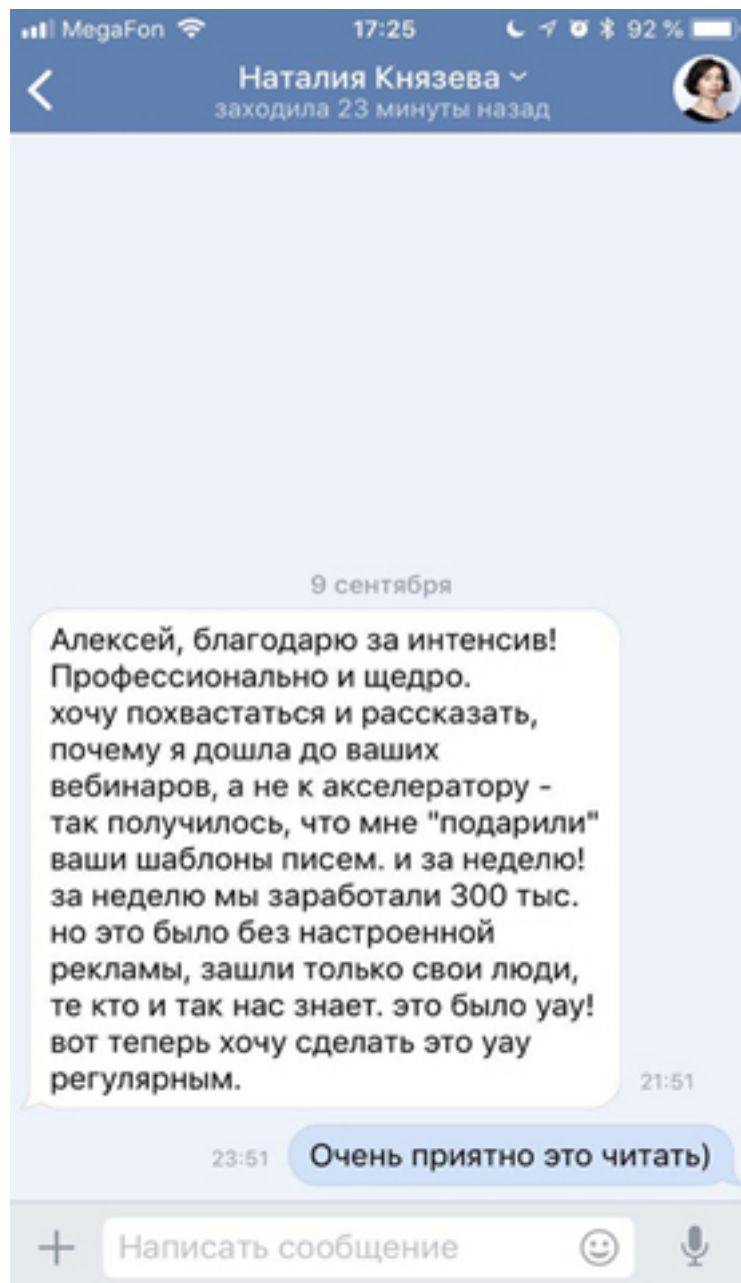 MegaFon 17:25 92 %
Наталия Князева
заходила 23 минуты назад
9 сентября
Алексей, благодарю за интенсив!
Профессионально и щедро.
хочу похвастаться и рассказать,
почему я дошла до ваших
вебинаров, а не к акселератору -
так получилось, что мне "подарили"
ваши шаблоны писем. и за неделю!
за неделю мы заработали 300 тыс.
но это было без настроенной
рекламы, зашли только свои люди,
те кто и так нас знает. это было уау!
вот теперь хочу сделать это уау
регулярным.
21:51
23:51 Очень приятно это читать)
Написать сообщение